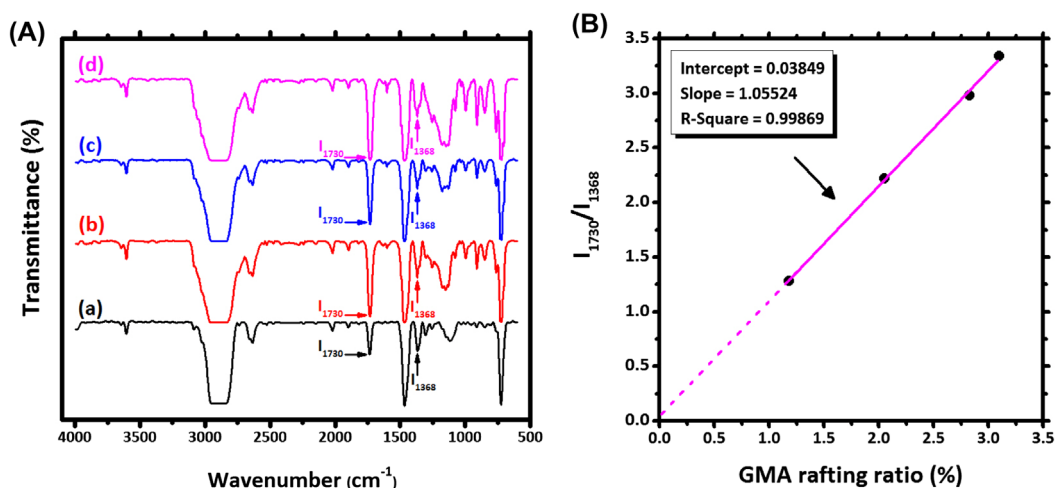 (A)
Transmittance (%)
(d)
I1730
I1368
(c)
I1730
I1368
(b)
I1730
I1368
(a)
I1730
I1368
4000 3500 3000 2500 2000 1500 1000 500
Wavenumber (cm-1)
(B)
I1730/I1368
3.5
3.0
2.5
2.0
1.5
1.0
0.5
0.0
Intercept = 0.03849
Slope = 1.05524
R-Square = 0.99869
0.0 0.5 1.0 1.5 2.0 2.5 3.0 3.5
GMA rafting ratio (%)